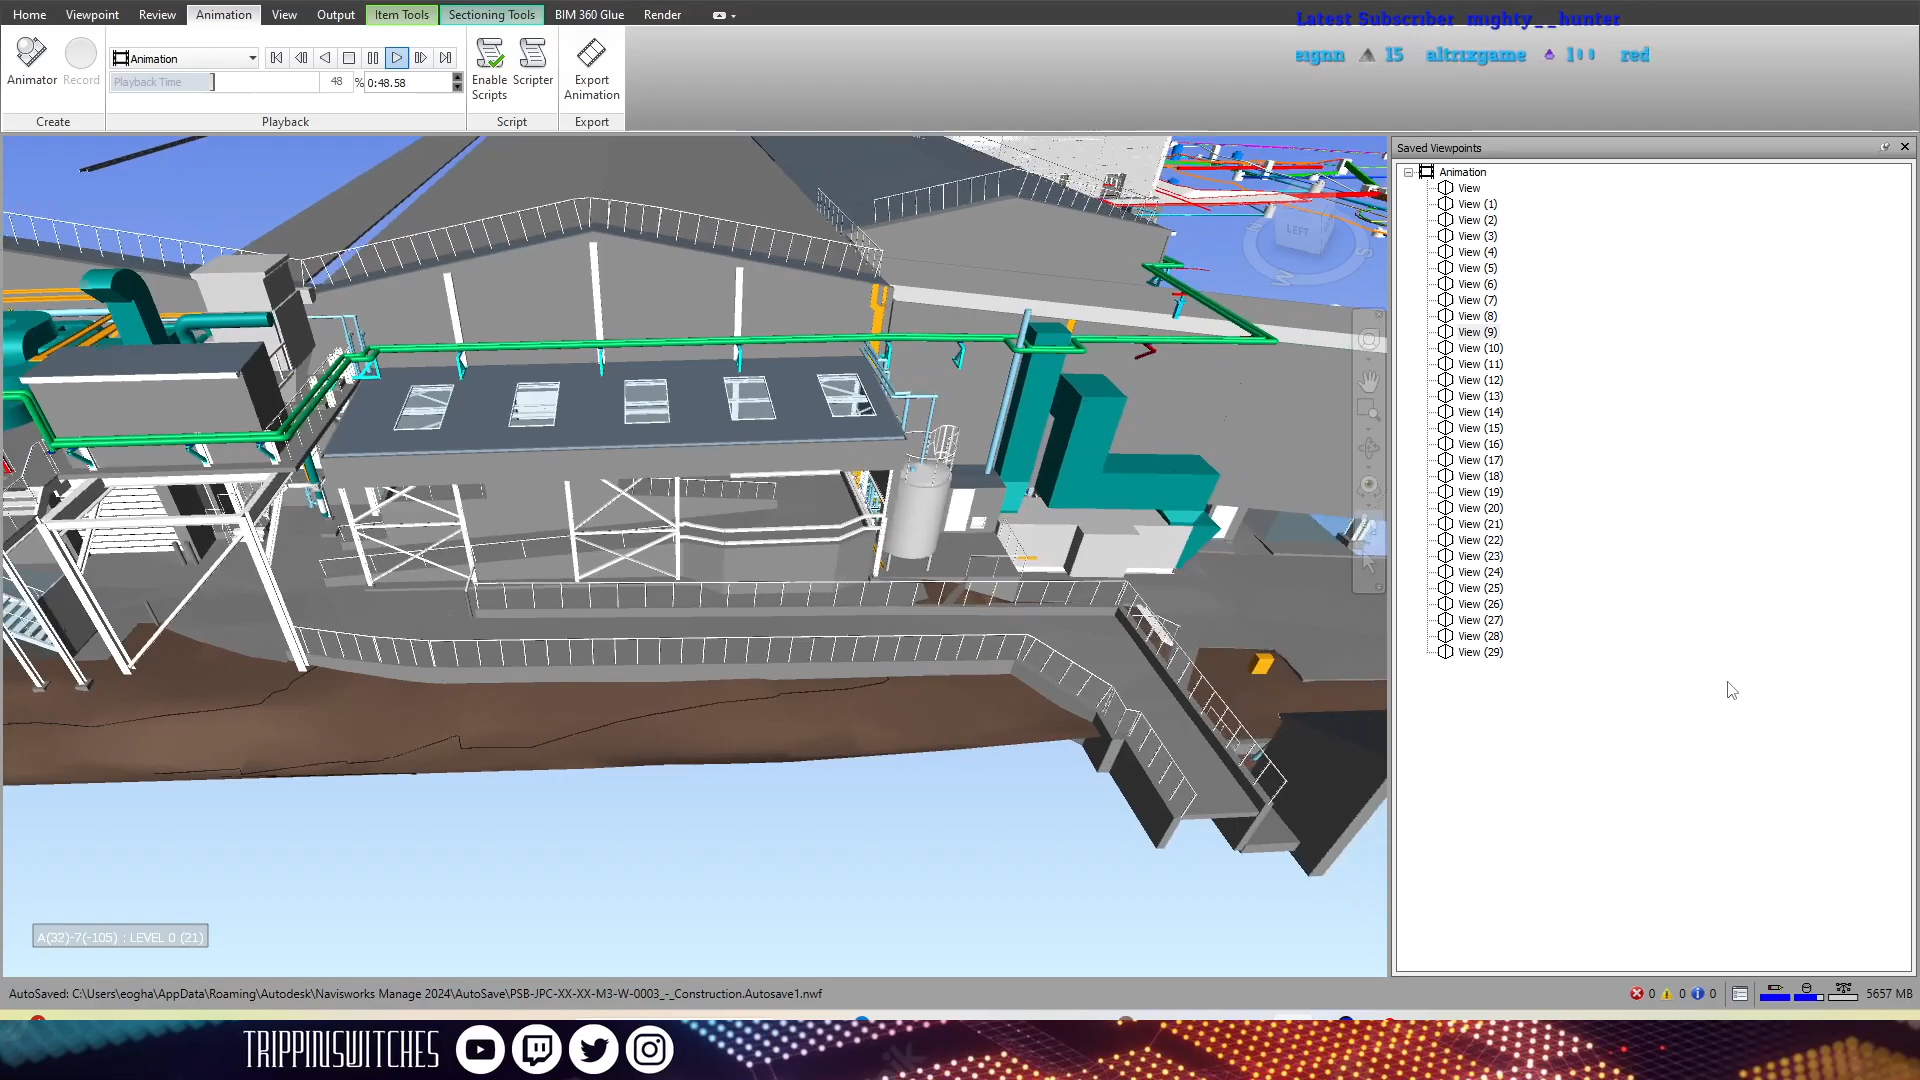 Home Viewpoint Review Animation View Output Item Tools Sectioning Tools BIM 360 Glue Render
Latest Subscriber mighty__hunter
eignn 15 altrizgame red
Animator
Record
Create
Animation
Playback Time
48 % 0:48.58
Playback
Enable Scripts
Scripter
Script
Export Animation
Export
Saved Viewpoints
Animation
View
View (1)
View (2)
View (3)
View (4)
View (5)
View (6)
View (7)
View (8)
View (9)
View (10)
View (11)
View (12)
View (13)
View (14)
View (15)
View (16)
View (17)
View (18)
View (19)
View (20)
View (21)
View (22)
View (23)
View (24)
View (25)
View (26)
View (27)
View (28)
View (29)
LEFT
S
W
A(32)-7(-105) : LEVEL 0 (21)
AutoSaved: C:\Users\eogha\AppData\Roaming\Autodesk\Navisworks Manage 2024\AutoSave\PSB-JPC-XX-XX-M3-W-0003_-_Construction.Autosave1.nwf
0 0 0 5657 MB
TRIPPINSWITCHES